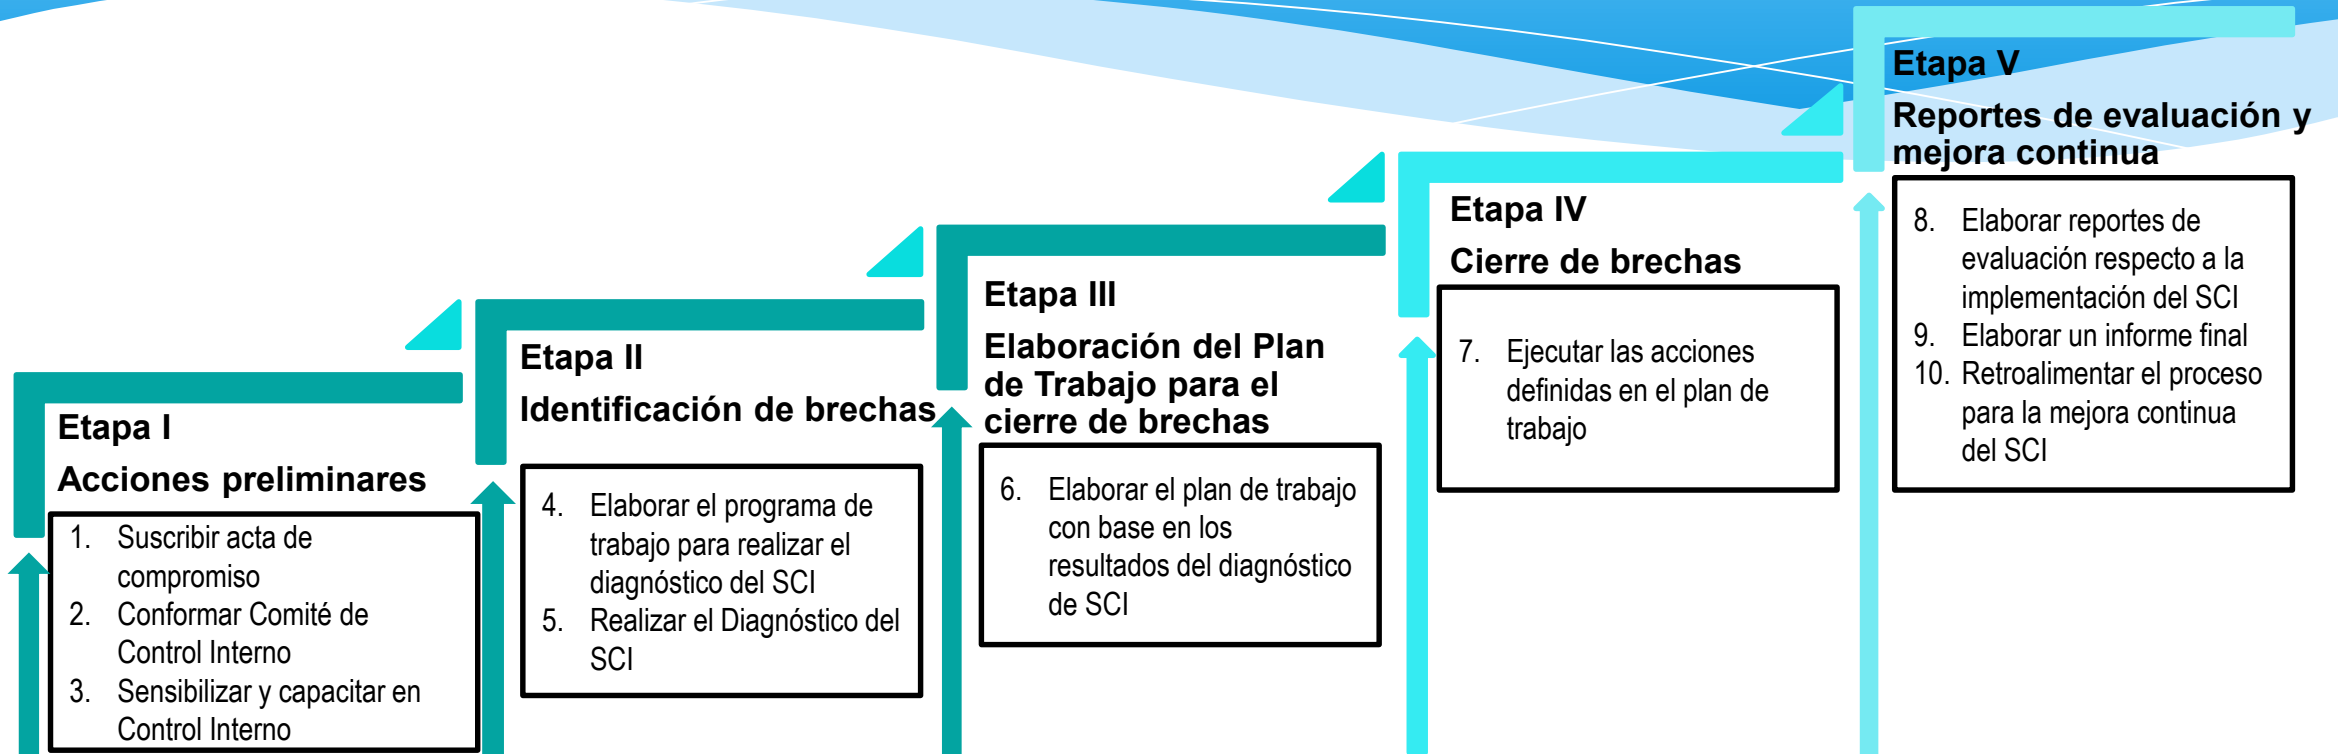 Etapa I
Acciones preliminares
1. Suscribir acta de
compromiso
2. Conformar Comité de
Control Interno
3. Sensibilizar y capacitar en
Control Interno
Etapa II
Identificación de brechas
4. Elaborar el programa de
trabajo para realizar el
diagnóstico del SCI
5. Realizar el Diagnóstico del
SCI
Etapa III
Elaboración del Plan
de Trabajo para el
cierre de brechas
6. Elaborar el plan de trabajo
con base en los
resultados del diagnóstico
de SCI
Etapa IV
Cierre de brechas
7. Ejecutar las acciones
definidas en el plan de
trabajo
Etapa V
Reportes de evaluación y
mejora continua
8. Elaborar reportes de
evaluación respecto a la
implementación del SCI
9. Elaborar un informe final
10. Retroalimentar el proceso
para la mejora continua
del SCI